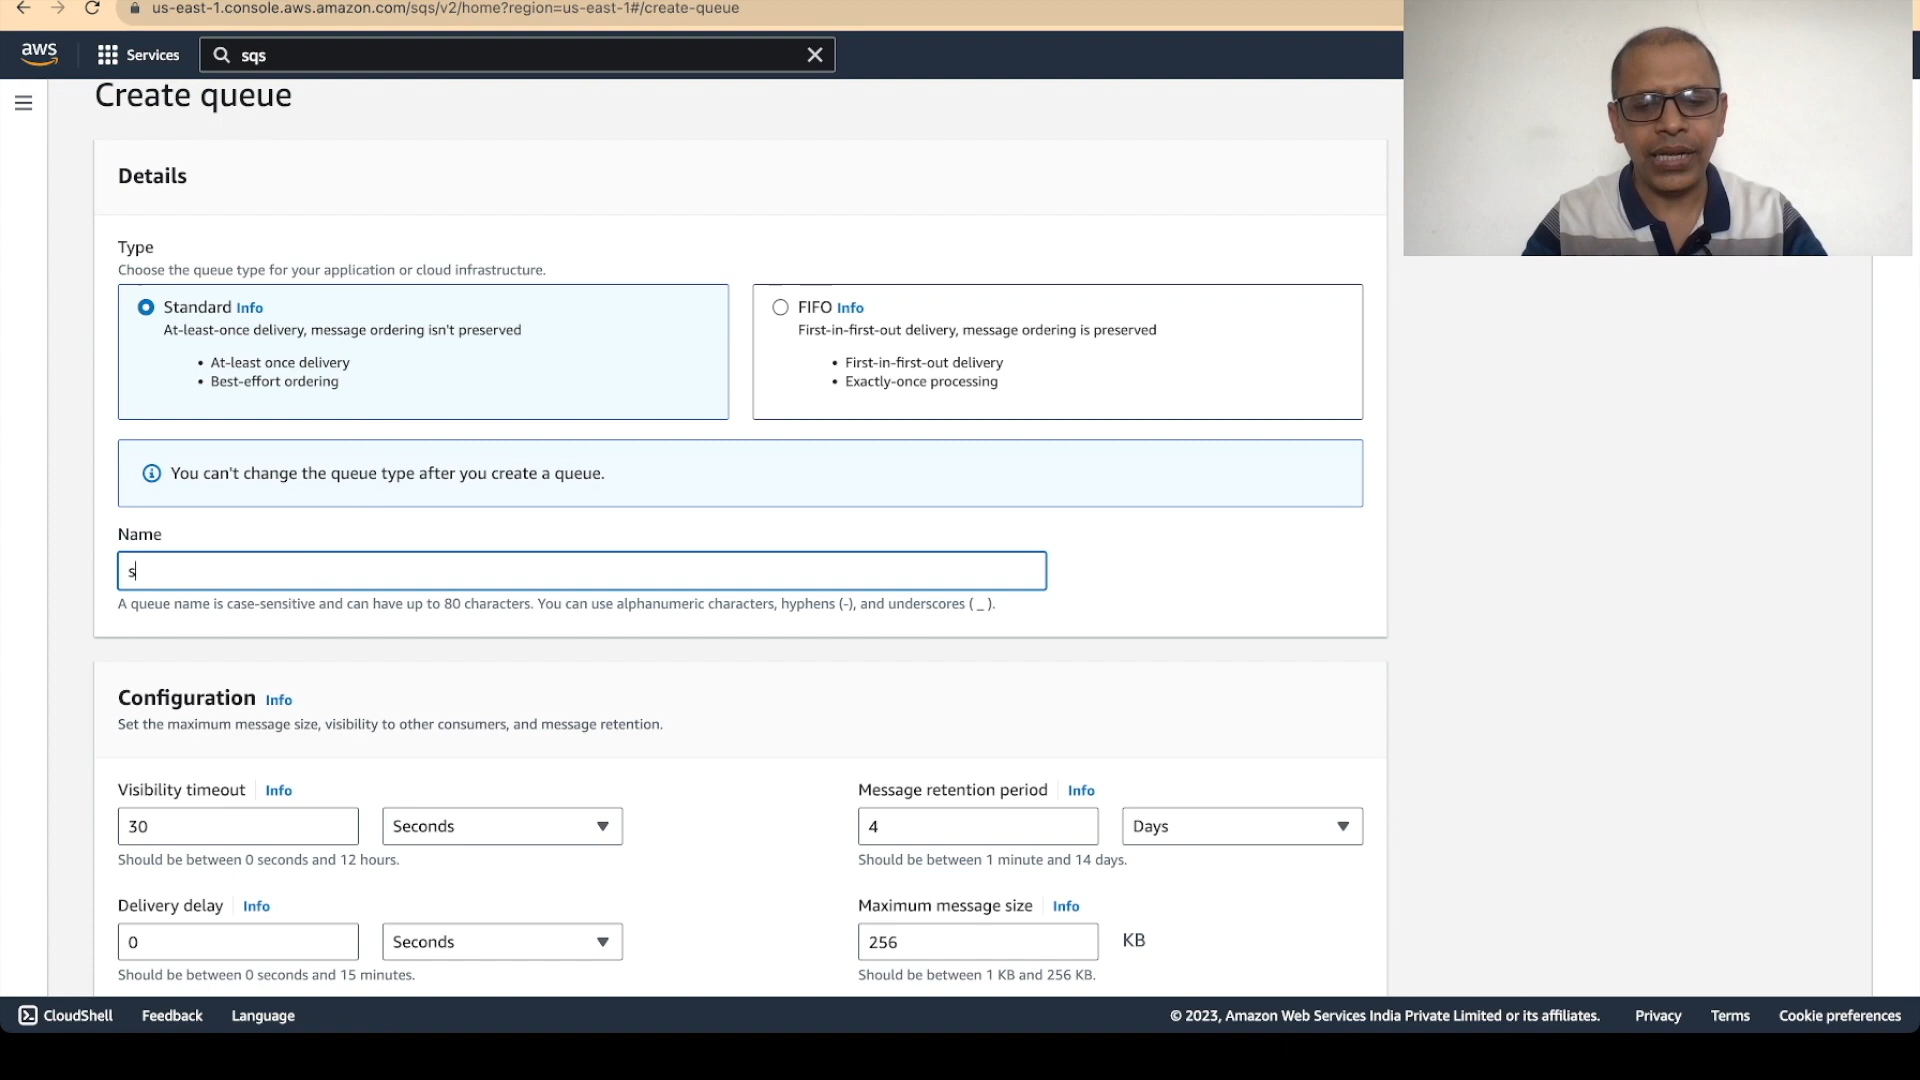 us-east-1.console.aws.amazon.com/sqs/v2/home?region=us-east-1#/create-queue
aws
Services
sqs
Create queue
Details
Type
Choose the queue type for your application or cloud infrastructure.
Standard Info
At-least-once delivery, message ordering isn't preserved
• At-least once delivery
• Best-effort ordering
FIFO Info
First-in-first-out delivery, message ordering is preserved
• First-in-first-out delivery
• Exactly-once processing
You can't change the queue type after you create a queue.
Name
s
A queue name is case-sensitive and can have up to 80 characters. You can use alphanumeric characters, hyphens (-), and underscores ( _ ).
Configuration Info
Set the maximum message size, visibility to other consumers, and message retention.
Visibility timeout Info
30 Seconds
Should be between 0 seconds and 12 hours.
Message retention period Info
4 Days
Should be between 1 minute and 14 days.
Delivery delay Info
0 Seconds
Should be between 0 seconds and 15 minutes.
Maximum message size Info
256 KB
Should be between 1 KB and 256 KB.
CloudShell Feedback Language © 2023, Amazon Web Services India Private Limited or its affiliates. Privacy Terms Cookie preferences